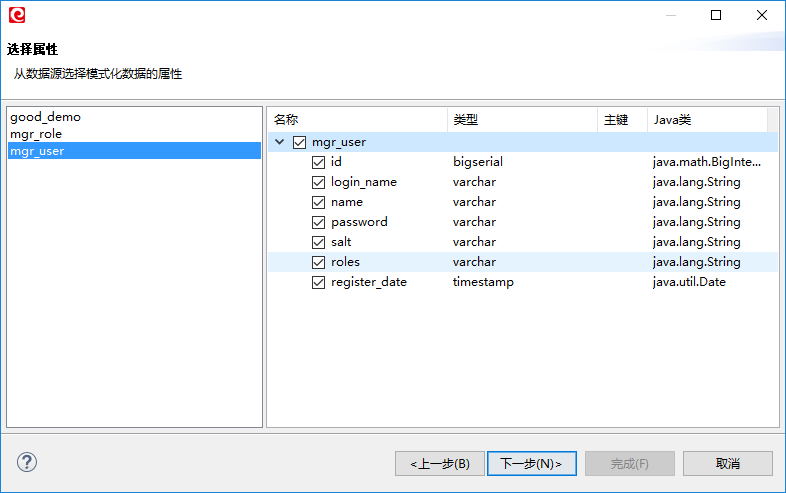 选择属性
从数据源选择模式化数据的属性
good_demo
mgr_role
mgr_user
名称 类型 主键 Java类
mgr_user
id bigserial java.math.BigInte...
login_name varchar java.lang.String
name varchar java.lang.String
password varchar java.lang.String
salt varchar java.lang.String
roles varchar java.lang.String
register_date timestamp java.util.Date
<上一步(B) 下一步(N)> 完成(F) 取消